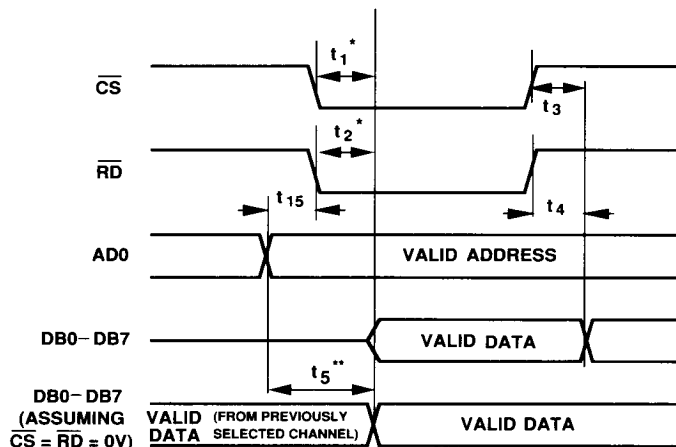 t1*
CS
t3
t2*
RD
t15
t4
AD0
VALID ADDRESS
DB0–DB7
VALID DATA
t5**
DB0–DB7
(ASSUMING VALID (FROM PREVIOUSLY
VALID DATA
CS = RD = 0V) DATA SELECTED CHANNEL)